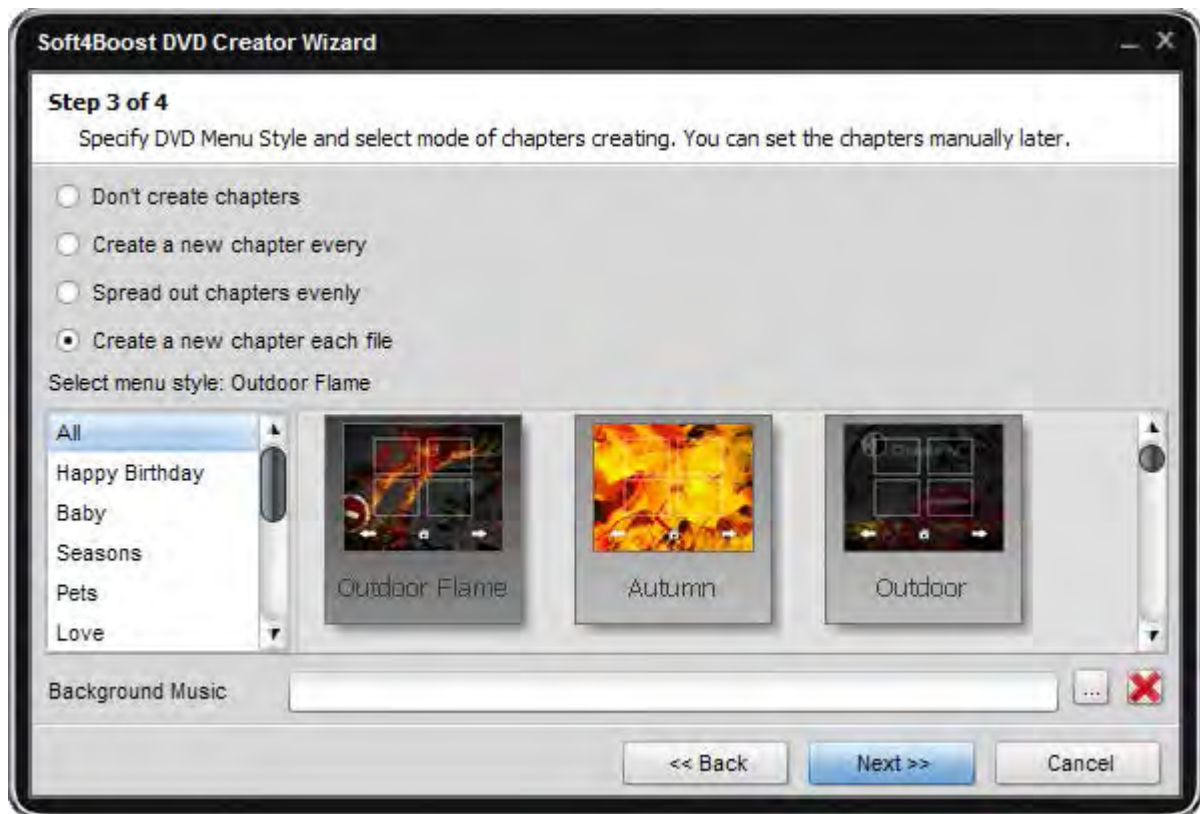 Soft4Boost DVD Creator Wizard
Step 3 of 4
Specify DVD Menu Style and select mode of chapters creating. You can set the chapters manually later.
Don't create chapters
Create a new chapter every
Spread out chapters evenly
Create a new chapter each file
Select menu style: Outdoor Flame
All
Happy Birthday
Baby
Seasons
Pets
Love
Outdoor Flame
Autumn
Outdoor
Background Music
...
<< Back
Next >>
Cancel